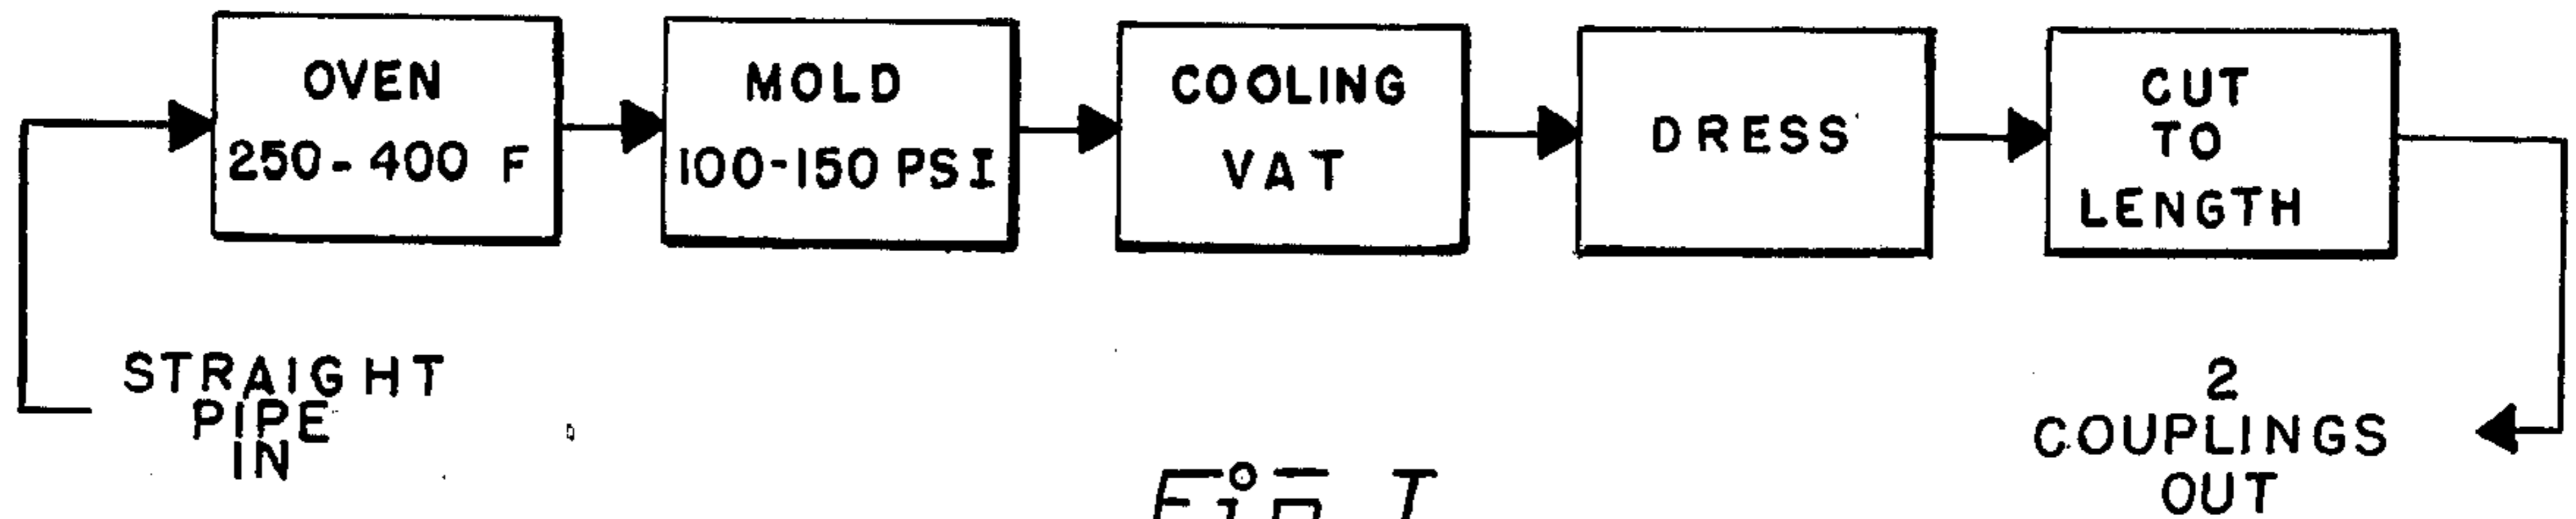 OVEN
250-400 F
MOLD
100-150 PSI
COOLING
VAT
DRESS
CUT
TO
LENGTH
STRAIGHT
PIPE
IN
2
COUPLINGS
OUT